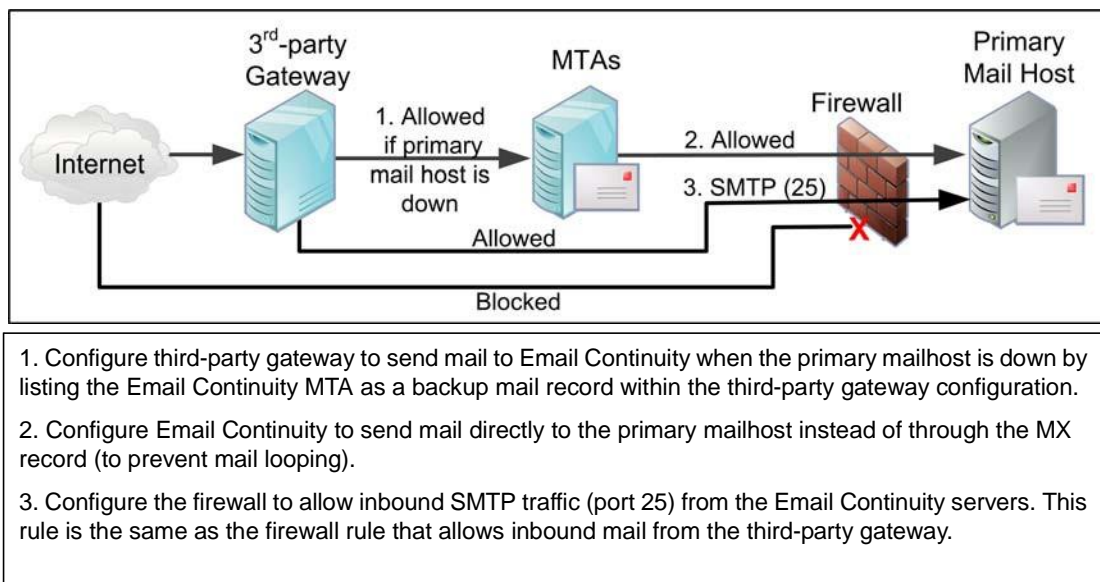 3rd-party
Gateway
MTAs
Primary
Mail Host
Firewall
Internet
1. Allowed
if primary
mail host is
down
2. Allowed
3. SMTP (25)
Allowed
X
Blocked
1. Configure third-party gateway to send mail to Email Continuity when the primary mailhost is down by
listing the Email Continuity MTA as a backup mail record within the third-party gateway configuration.
2. Configure Email Continuity to send mail directly to the primary mailhost instead of through the MX
record (to prevent mail looping).
3. Configure the firewall to allow inbound SMTP traffic (port 25) from the Email Continuity servers. This
rule is the same as the firewall rule that allows inbound mail from the third-party gateway.